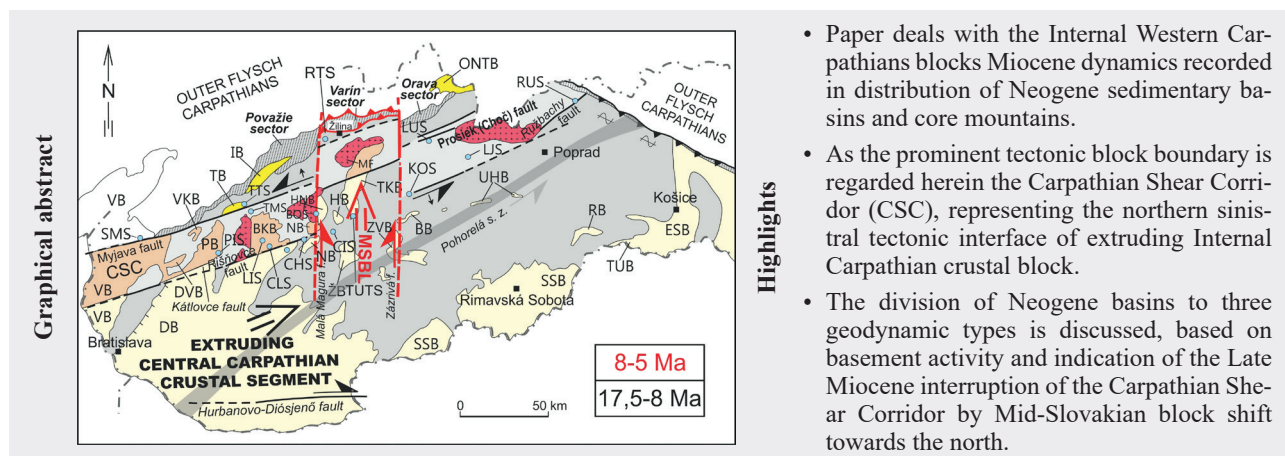 Graphical abstract
N
OUTER FLYSCH
CARPATHIANS
RTS
Varín
sector
Žilina
Orava
sector
ONTB
RUS
OUTER
FLYSCH
CARPATHIANS
Považie
sector
LUS
Prosiek (Choč) fault
Ružbachy
fault
IB
MF
LJS
Poprad
TB
TTS
KOS
VB
VKB
TMS
HNB
BOS
HB
TKB
UHB
Košice
SMS
PIS
BKB
NB
ZVB
BB
Pohorelá s. z.
RB
ESB
Myjava fault
PB
CSC
Rišňovce
fault
CHS
NB
CIS
MSBL
TUB
VB
DVB
LIS
CLS
ŽB
TUTS
SSB
Kátlovce fault
Malá Magura f.
Zázrivá f.
Rimavská Sobota
VB
DB
Bratislava
EXTRUDING
CENTRAL CARPATHIAN
CRUSTAL SEGMENT
SSB
8-5 Ma
17,5-8 Ma
Hurbanovo-Diósjenő fault
0 50 km
Highlights
• Paper deals with the Internal Western Car-
pathians blocks Miocene dynamics recorded
in distribution of Neogene sedimentary ba-
sins and core mountains.
• As the prominent tectonic block boundary is
regarded herein the Carpathian Shear Corri-
dor (CSC), representing the northern sinis-
tral tectonic interface of extruding Internal
Carpathian crustal block.
• The division of Neogene basins to three
geodynamic types is discussed, based on
basement activity and indication of the Late
Miocene interruption of the Carpathian She-
ar Corridor by Mid-Slovakian block shift
towards the north.